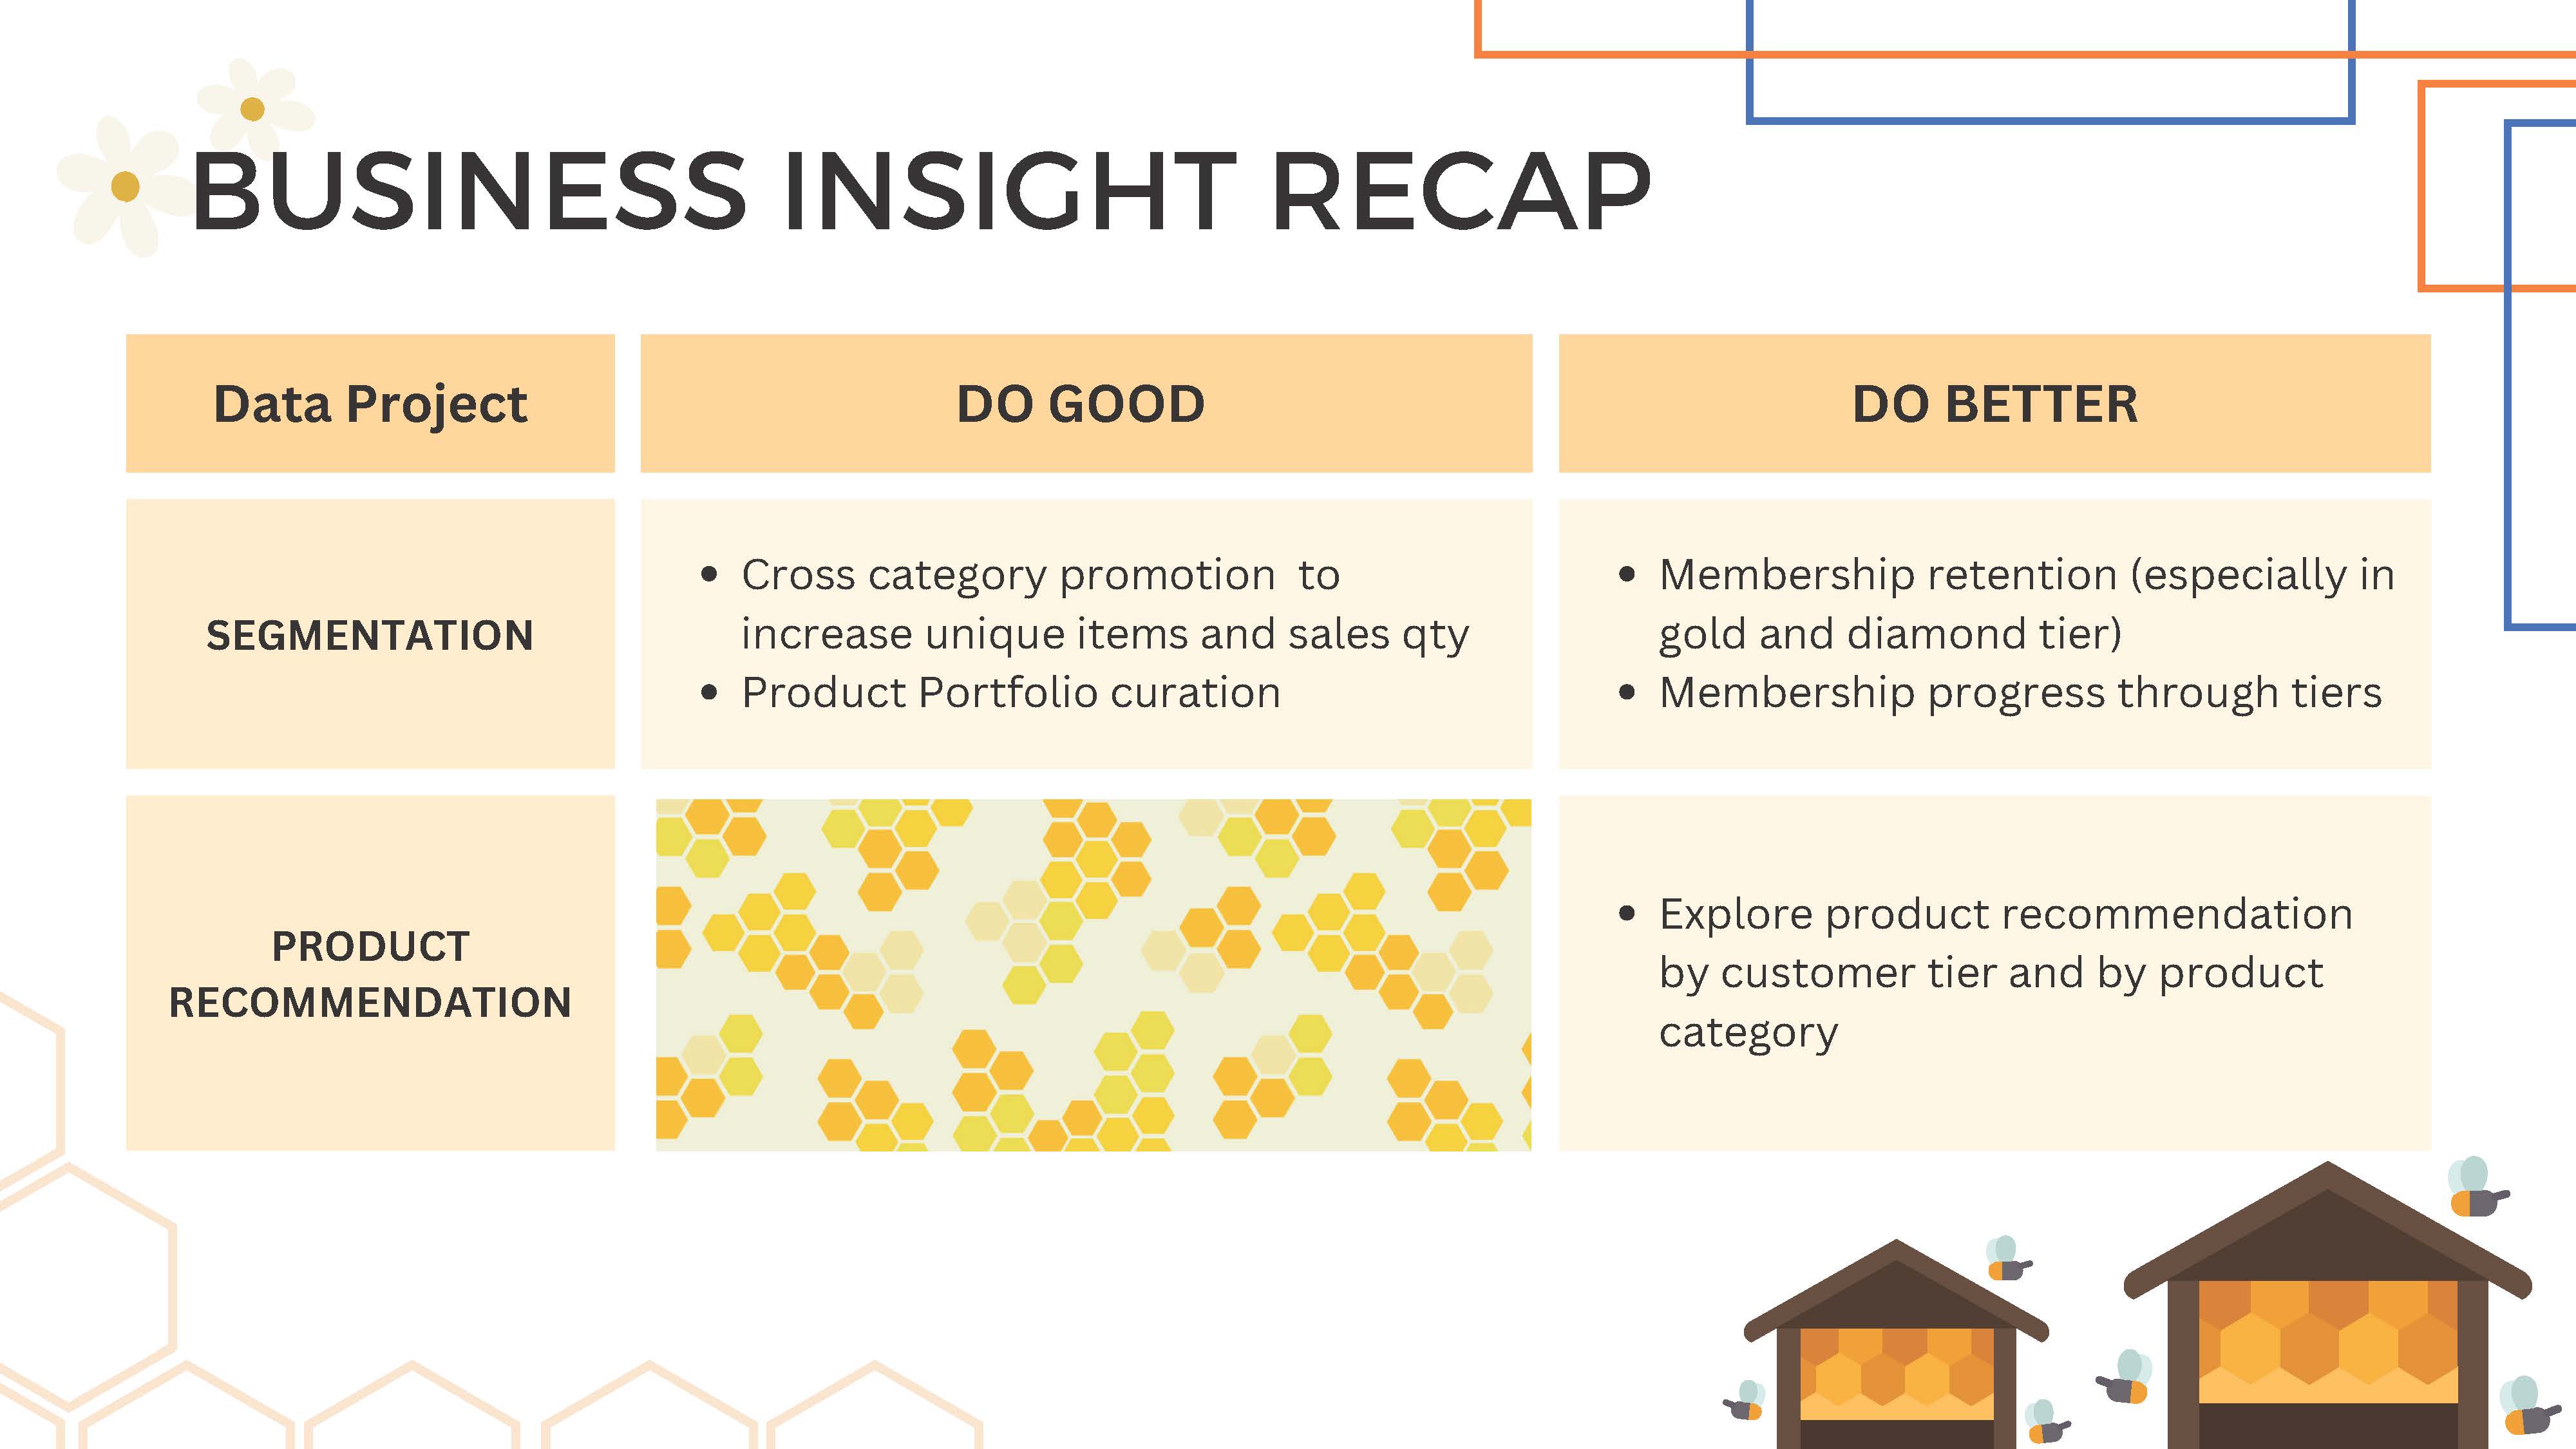 BUSINESS INSIGHT RECAP
Data Project
DO GOOD
DO BETTER
SEGMENTATION
• Cross category promotion  to
increase unique items and sales qty
• Product Portfolio curation
• Membership retention (especially in
gold and diamond tier)
• Membership progress through tiers
PRODUCT
RECOMMENDATION
• Explore product recommendation
by customer tier and by product
category